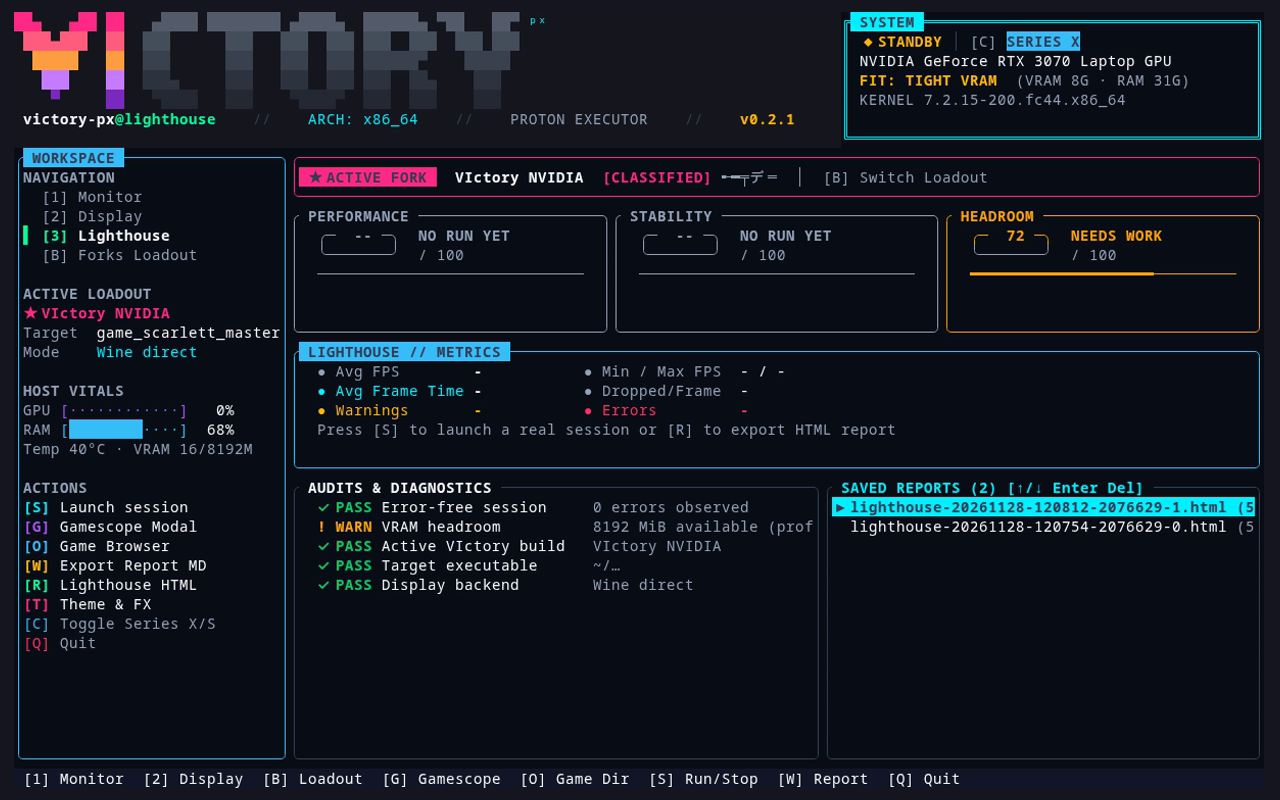 VICTORY px
victory-px@lighthouse // ARCH: x86_64 // PROTON EXECUTOR // v0.2.1
SYSTEM
◆ STANDBY │ [C] SERIES X
NVIDIA GeForce RTX 3070 Laptop GPU
FIT: TIGHT VRAM (VRAM 8G · RAM 31G)
KERNEL 7.2.15-200.fc44.x86_64
WORKSPACE
NAVIGATION
[1] Monitor
[2] Display
[3] Lighthouse
[B] Forks Loadout
ACTIVE LOADOUT
★ VIctory NVIDIA
Target game_scarlett_master
Mode Wine direct
HOST VITALS
GPU [············] 0%
RAM [████████····] 68%
Temp 40°C · VRAM 16/8192M
ACTIONS
[S] Launch session
[G] Gamescope Modal
[O] Game Browser
[W] Export Report MD
[R] Lighthouse HTML
[T] Theme & FX
[C] Toggle Series X/S
[Q] Quit
★ ACTIVE FORK VIctory NVIDIA [CLASSIFIED] ╾━╤デ═ │ [B] Switch Loadout
PERFORMANCE
-- NO RUN YET
/ 100
STABILITY
-- NO RUN YET
/ 100
HEADROOM
72 NEEDS WORK
/ 100
LIGHTHOUSE // METRICS
● Avg FPS - ● Min / Max FPS - / -
● Avg Frame Time - ● Dropped/Frame -
● Warnings - ● Errors -
Press [S] to launch a real session or [R] to export HTML report
AUDITS & DIAGNOSTICS
✓ PASS Error-free session 0 errors observed
! WARN VRAM headroom 8192 MiB available (prof
✓ PASS Active VIctory build VIctory NVIDIA
✓ PASS Target executable ~/…
✓ PASS Display backend Wine direct
SAVED REPORTS (2) [↑/↓ Enter Del]
▶ lighthouse-20261128-120812-2076629-1.html (5
lighthouse-20261128-120754-2076629-0.html (5
[1] Monitor [2] Display [B] Loadout [G] Gamescope [O] Game Dir [S] Run/Stop [W] Report [Q] Quit